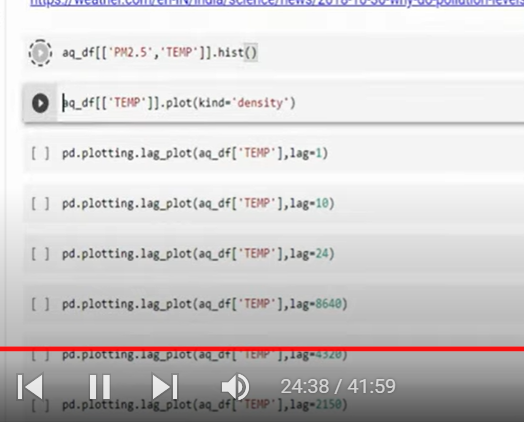 https://weather.com/en-IN/india/science/news/2018-10-30-why-do-pollution-levels
aq_df[['PM2.5','TEMP']].hist()
aq_df[['TEMP']].plot(kind='density')
[ ] pd.plotting.lag_plot(aq_df['TEMP'],lag=1)
[ ] pd.plotting.lag_plot(aq_df['TEMP'],lag=10)
[ ] pd.plotting.lag_plot(aq_df['TEMP'],lag=24)
[ ] pd.plotting.lag_plot(aq_df['TEMP'],lag=8640)
[ ] pd.plotting.lag_plot(aq_df['TEMP'],lag=4320)
24:38 / 41:59
[ ] pd.plotting.lag_plot(aq_df['TEMP'],lag=2150)